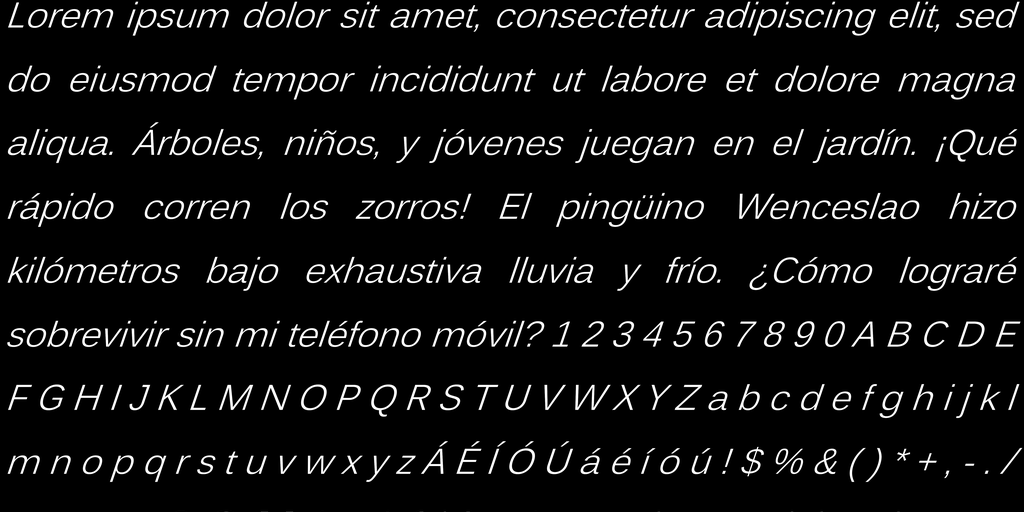 Lorem ipsum dolor sit amet, consectetur adipiscing elit, sed
do eiusmod tempor incididunt ut labore et dolore magna
aliqua. Árboles, niños, y jóvenes juegan en el jardín. ¡Qué
rápido corren los zorros! El pingüino Wenceslao hizo
kilómetros bajo exhaustiva lluvia y frío. ¿Cómo lograré
sobrevivir sin mi teléfono móvil? 1 2 3 4 5 6 7 8 9 0 A B C D E
F G H I J K L M N O P Q R S T U V W X Y Z a b c d e f g h i j k l
m n o p q r s t u v w x y z Á É Í Ó Ú á é í ó ú ! $ % & ( ) * + , - . /